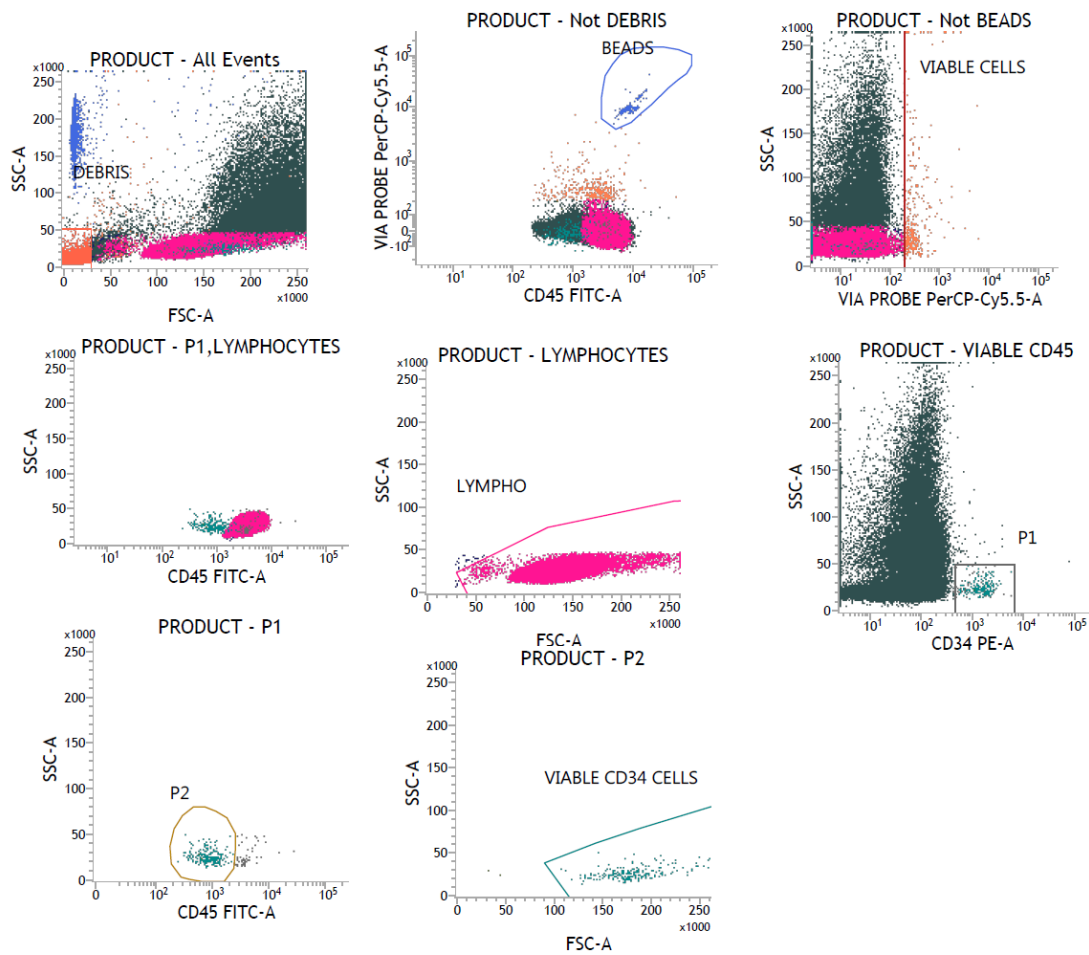 PRODUCT - All Events
x1000
250
200
150
100
50
0
SSC-A
DEBRIS
0 50 100 150 200 250
x1000
FSC-A
PRODUCT - Not DEBRIS
BEADS
10^5
10^4
10^3
10^2
0
-10^2
VIA PROBE PerCP-Cy5.5-A
10^1 10^2 10^3 10^4 10^5
CD45 FITC-A
PRODUCT - Not BEADS
x1000
250
200
150
100
50
0
SSC-A
VIABLE CELLS
10^1 10^2 10^3 10^4 10^5
VIA PROBE PerCP-Cy5.5-A
PRODUCT - P1,LYMPHOCYTES
x1000
250
200
150
100
50
0
SSC-A
10^1 10^2 10^3 10^4 10^5
CD45 FITC-A
PRODUCT - LYMPHOCYTES
x1000
250
200
150
100
50
0
SSC-A
LYMPHO
0 50 100 150 200 250
x1000
FSC-A
PRODUCT - VIABLE CD45
x1000
250
200
150
100
50
0
SSC-A
P1
10^1 10^2 10^3 10^4 10^5
CD34 PE-A
PRODUCT - P1
x1000
250
200
150
100
50
0
SSC-A
P2
0 10^2 10^3 10^4 10^5
CD45 FITC-A
PRODUCT - P2
x1000
250
200
150
100
50
0
SSC-A
VIABLE CD34 CELLS
0 50 100 150 200 250
x1000
FSC-A